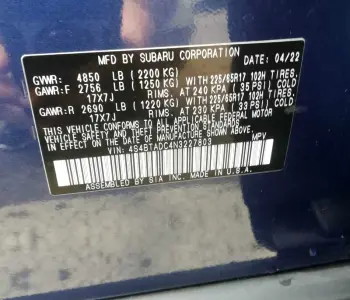 MFD BY SUBARU CORPORATION DATE: 04/22
GVWR: 4850 LB (2200 KG)
GAWR:F 2756 LB (1250 KG) WITH 225/65R17 102H TIRES,
17X7J RIMS, AT 240 KPA (35 PSI) COLD
GAWR:R 2690 LB (1220 KG) WITH 225/65R17 102H TIRES,
17X7J RIMS, AT 230 KPA (33 PSI) COLD
THIS VEHICLE CONFORMS TO ALL APPLICABLE
FEDERAL MOTOR VEHICLE SAFETY
STANDARDS IN EFFECT ON THE DATE OF
MANUFACTURE SHOWN ABOVE.
VIN: 4S4BTADC4N3227803 MPV
ASSEMBLED BY SIA INC. MADE IN U.S.A.